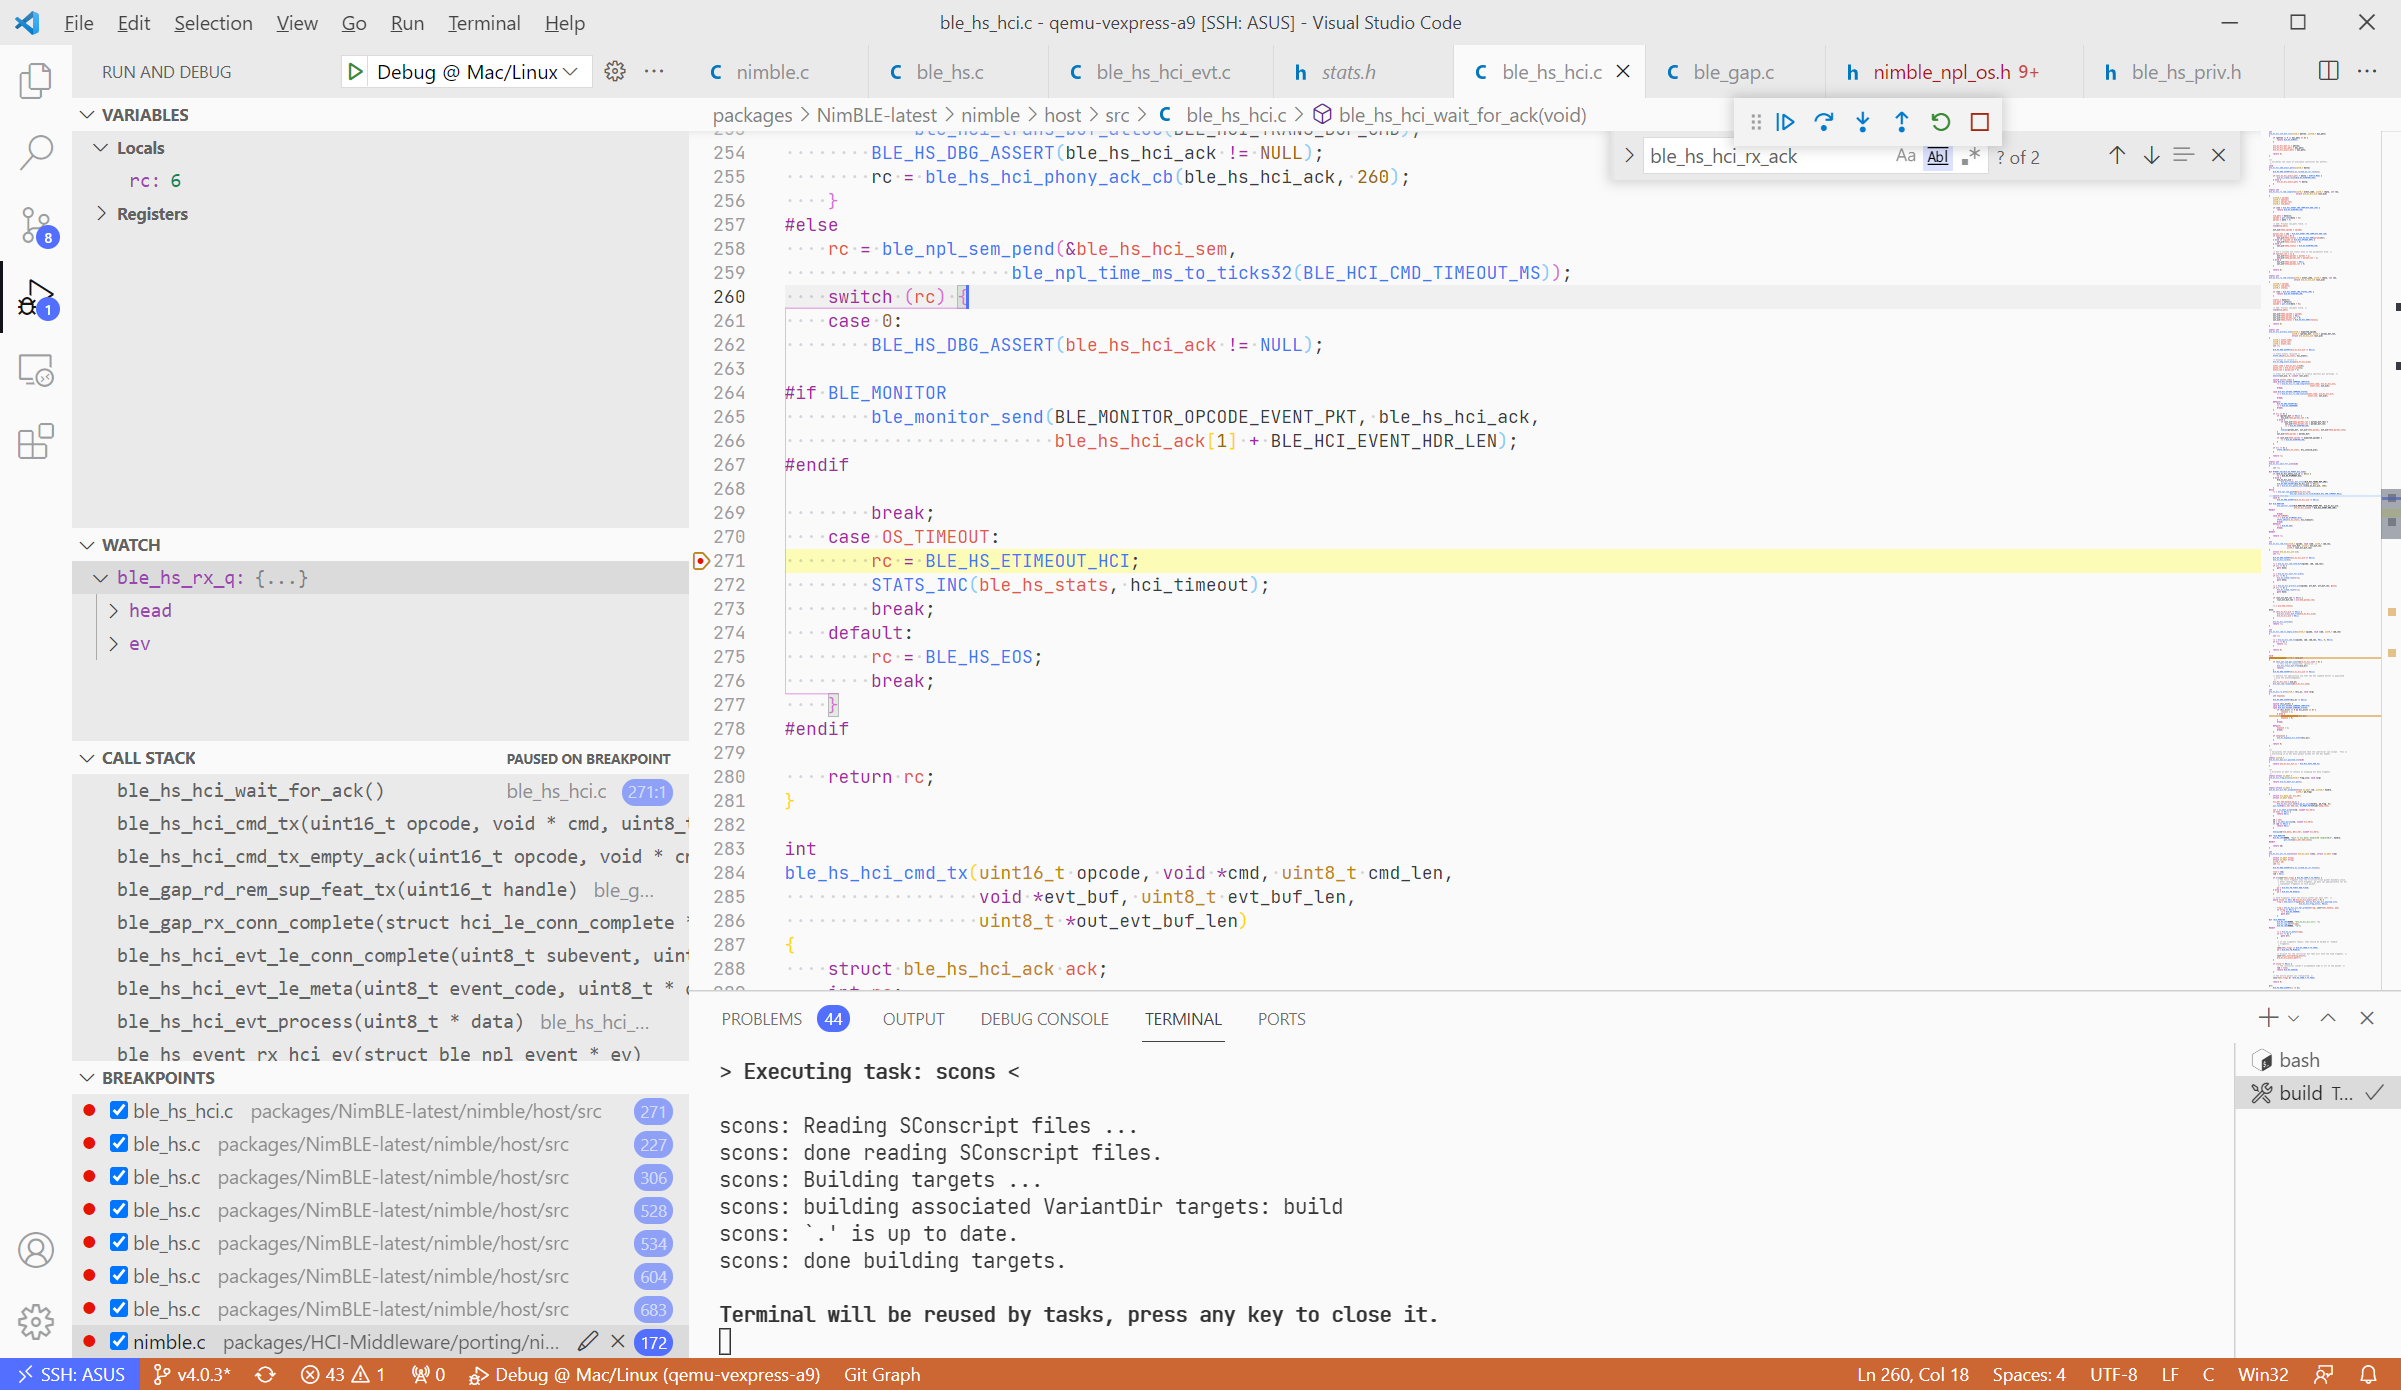 File Edit Selection View Go Run Terminal Help
ble_hs_hci.c - qemu-vexpress-a9 [SSH: ASUS] - Visual Studio Code
RUN AND DEBUG
Debug @ Mac/Linux
VARIABLES
Locals
rc: 6
Registers
8
1
WATCH
ble_hs_rx_q: {...}
head
ev
CALL STACK
PAUSED ON BREAKPOINT
ble_hs_hci_wait_for_ack() ble_hs_hci.c 271:1
ble_hs_hci_cmd_tx(uint16_t opcode, void * cmd, uint8_t
ble_hs_hci_cmd_tx_empty_ack(uint16_t opcode, void * cm
ble_gap_rd_rem_sup_feat_tx(uint16_t handle) ble_g...
ble_gap_rx_conn_complete(struct hci_le_conn_complete *
ble_hs_hci_evt_le_conn_complete(uint8_t subevent, uint
ble_hs_hci_evt_le_meta(uint8_t event_code, uint8_t *
ble_hs_hci_evt_process(uint8_t * data) ble_hs_hci_...
ble_hs_event_rx_hci_ev(struct ble_npl_event * ev)
BREAKPOINTS
ble_hs_hci.c packages/NimBLE-latest/nimble/host/src 271
ble_hs.c packages/NimBLE-latest/nimble/host/src 227
ble_hs.c packages/NimBLE-latest/nimble/host/src 306
ble_hs.c packages/NimBLE-latest/nimble/host/src 528
ble_hs.c packages/NimBLE-latest/nimble/host/src 534
ble_hs.c packages/NimBLE-latest/nimble/host/src 604
ble_hs.c packages/NimBLE-latest/nimble/host/src 683
nimble.c packages/HCI-Middleware/porting/ni... 172
C nimble.c C ble_hs.c C ble_hs_hci_evt.c h stats.h C ble_hs_hci.c C ble_gap.c h nimble_npl_os.h 9+ h ble_hs_priv.h
packages > NimBLE-latest > nimble > host > src > C ble_hs_hci.c > ble_hs_hci_wait_for_ack(void)
ble_hs_hci_rx_ack Aa Abl .* ? of 2
253 ble_hci_trans_buf_alloc(BLE_HCI_TRANS_BUF_CMD);
254 BLE_HS_DBG_ASSERT(ble_hs_hci_ack != NULL);
255 rc = ble_hs_hci_phony_ack_cb(ble_hs_hci_ack, 260);
256 }
257 #else
258 rc = ble_npl_sem_pend(&ble_hs_hci_sem,
259 ble_npl_time_ms_to_ticks32(BLE_HCI_CMD_TIMEOUT_MS));
260 switch (rc) {
261 case 0:
262 BLE_HS_DBG_ASSERT(ble_hs_hci_ack != NULL);
263
264 #if BLE_MONITOR
265 ble_monitor_send(BLE_MONITOR_OPCODE_EVENT_PKT, ble_hs_hci_ack,
266 ble_hs_hci_ack[1] + BLE_HCI_EVENT_HDR_LEN);
267 #endif
268
269 break;
270 case OS_TIMEOUT:
271 rc = BLE_HS_ETIMEOUT_HCI;
272 STATS_INC(ble_hs_stats, hci_timeout);
273 break;
274 default:
275 rc = BLE_HS_EOS;
276 break;
277 }
278 #endif
279
280 return rc;
281 }
282
283 int
284 ble_hs_hci_cmd_tx(uint16_t opcode, void *cmd, uint8_t cmd_len,
285 void *evt_buf, uint8_t evt_buf_len,
286 uint8_t *out_evt_buf_len)
287 {
288 struct ble_hs_hci_ack ack;
289 int rc;
PROBLEMS 44 OUTPUT DEBUG CONSOLE TERMINAL PORTS
> Executing task: scons <
scons: Reading SConscript files ...
scons: done reading SConscript files.
scons: Building targets ...
scons: building associated VariantDir targets: build
scons: `.' is up to date.
scons: done building targets.
Terminal will be reused by tasks, press any key to close it.
bash
build T...
SSH: ASUS v4.0.3* 43 1 0 Debug @ Mac/Linux (qemu-vexpress-a9) Git Graph Ln 260, Col 18 Spaces: 4 UTF-8 LF C Win32